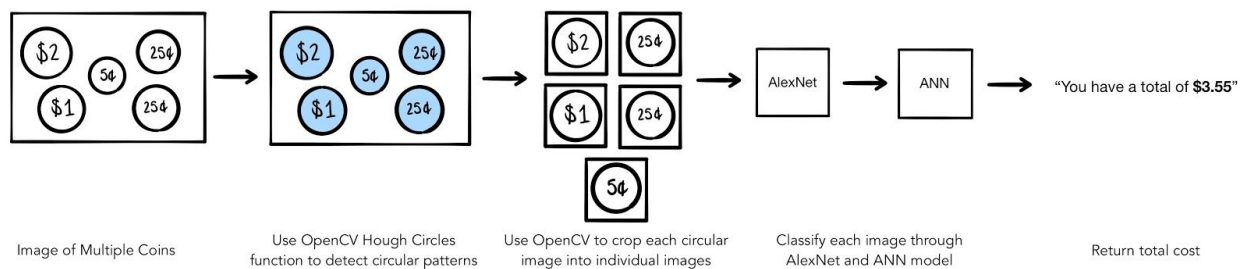 $2
25¢
5¢
$1
25¢
$2
25¢
5¢
$1
25¢
$2
25¢
$1
25¢
5¢
AlexNet
ANN
“You have a total of $3.55”
Image of Multiple Coins
Use OpenCV Hough Circles
function to detect circular patterns
Use OpenCV to crop each circular
image into individual images
Classify each image through
AlexNet and ANN model
Return total cost